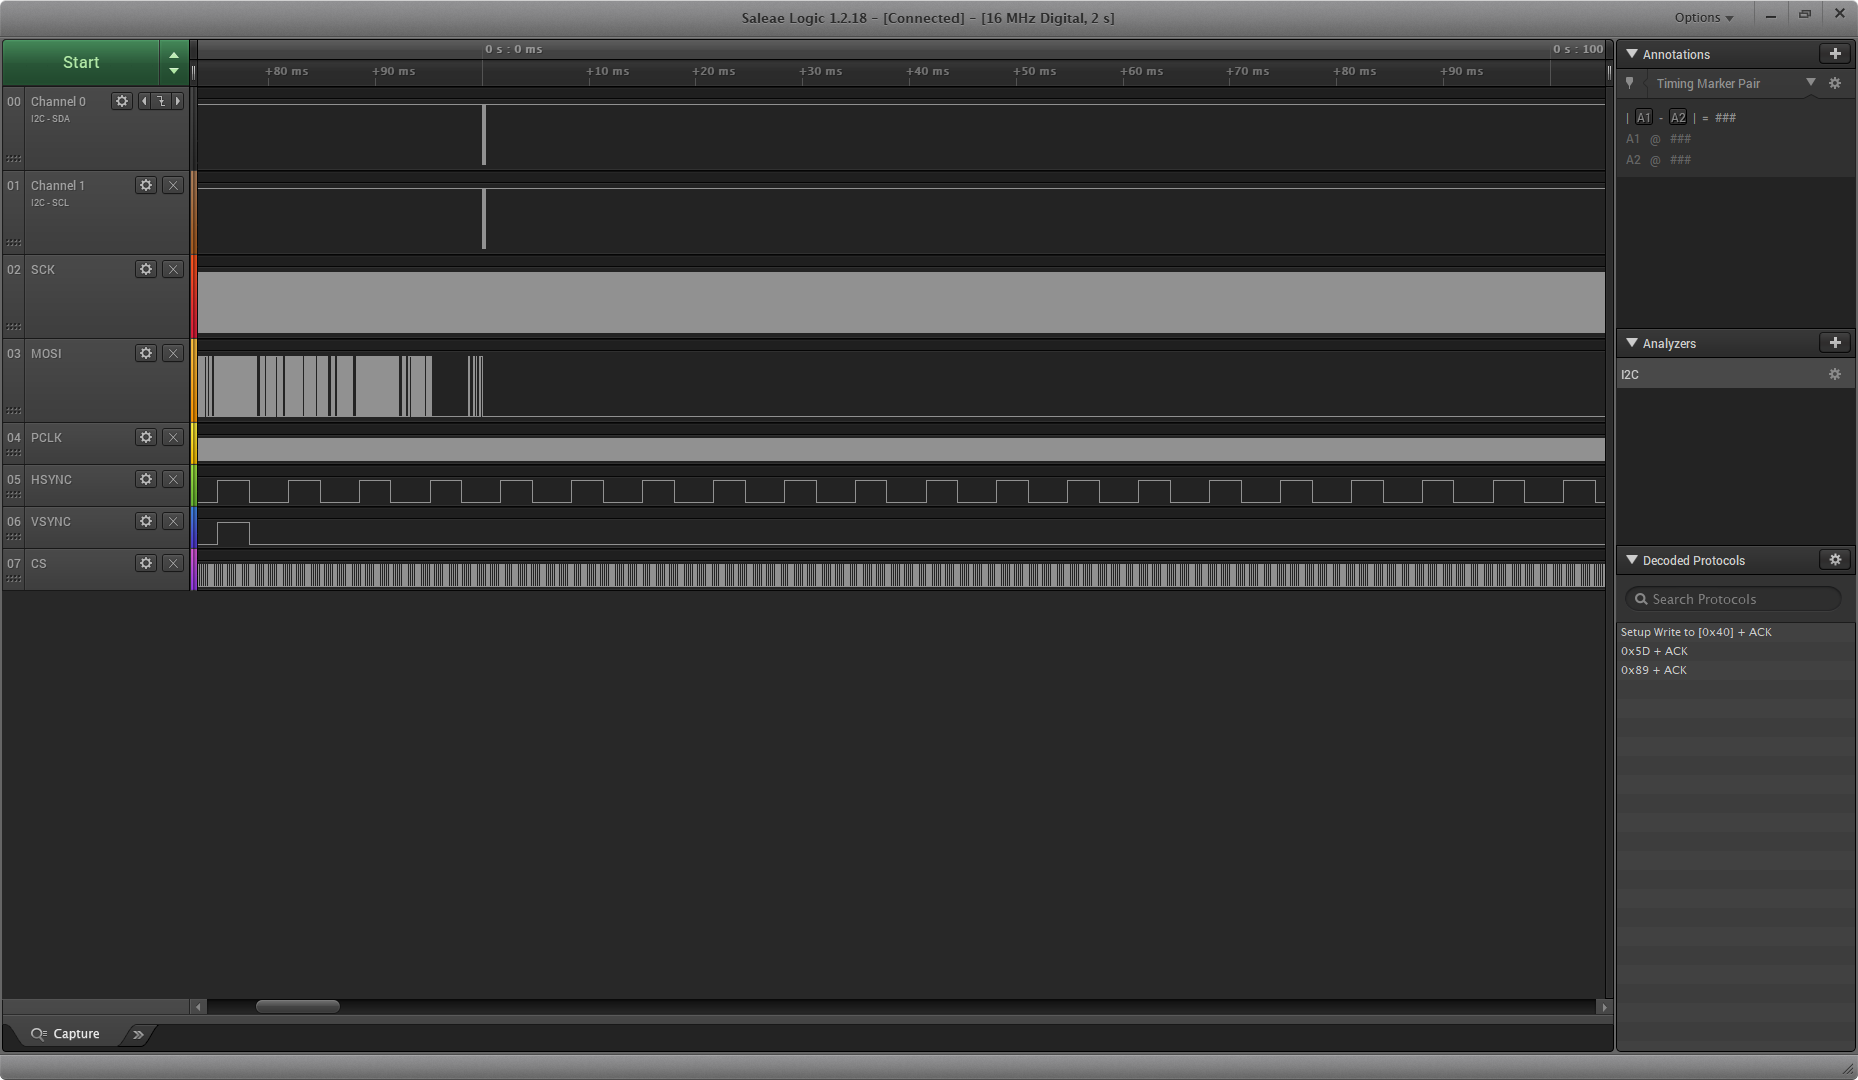 Saleae Logic 1.2.18 - [Connected] - [16 MHz Digital, 2 s]
Options
Start
0 s : 0 ms
0 s : 100
+80 ms
+90 ms
+10 ms
+20 ms
+30 ms
+40 ms
+50 ms
+60 ms
+70 ms
+80 ms
+90 ms
00 Channel 0
I2C - SDA
01 Channel 1
I2C - SCL
02 SCK
03 MOSI
04 PCLK
05 HSYNC
06 VSYNC
07 CS
Capture
Annotations
Timing Marker Pair
| A1 - A2 | = ###
A1 @ ###
A2 @ ###
Analyzers
I2C
Decoded Protocols
Search Protocols
Setup Write to [0x40] + ACK
0x5D + ACK
0x89 + ACK